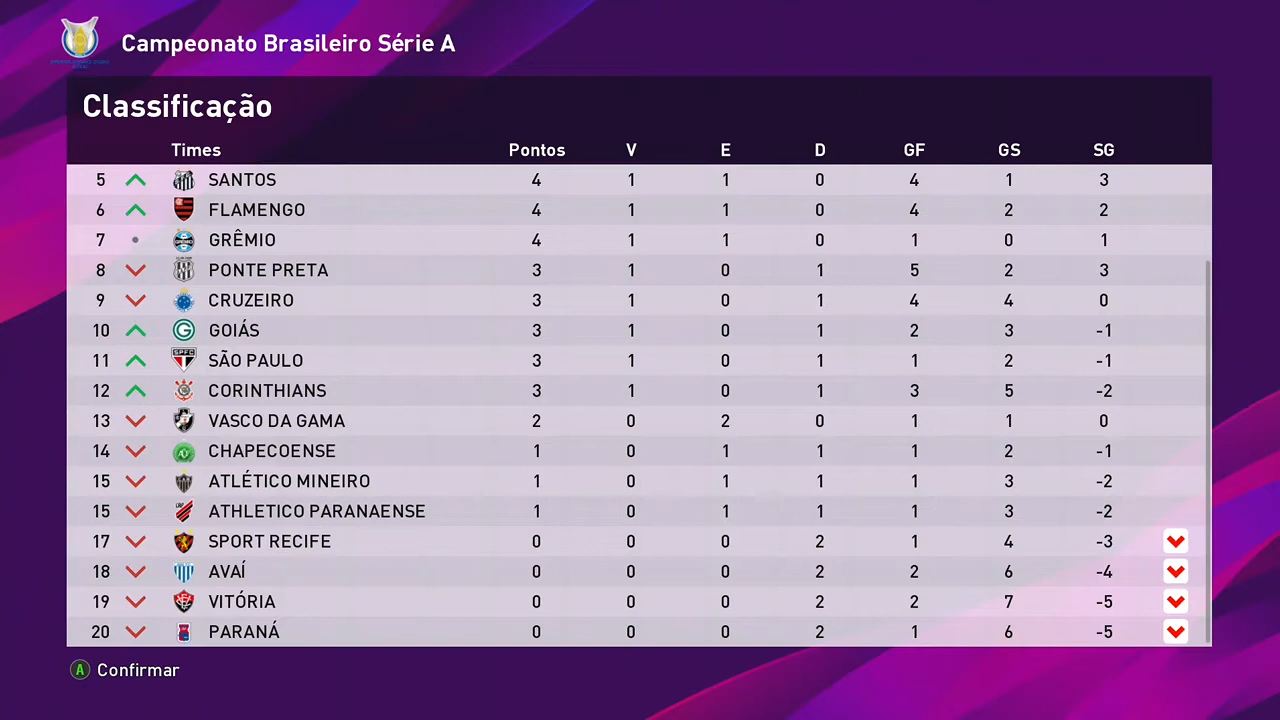 Campeonato Brasileiro Série A
Classificação
Times Pontos V E D GF GS SG
5 SANTOS 4 1 1 0 4 1 3
6 FLAMENGO 4 1 1 0 4 2 2
7 GRÊMIO 4 1 1 0 1 0 1
8 PONTE PRETA 3 1 0 1 5 2 3
9 CRUZEIRO 3 1 0 1 4 4 0
10 GOIÁS 3 1 0 1 2 3 -1
11 SÃO PAULO 3 1 0 1 1 2 -1
12 CORINTHIANS 3 1 0 1 3 5 -2
13 VASCO DA GAMA 2 0 2 0 1 1 0
14 CHAPECOENSE 1 0 1 1 1 2 -1
15 ATLÉTICO MINEIRO 1 0 1 1 1 3 -2
15 ATHLETICO PARANAENSE 1 0 1 1 1 3 -2
17 SPORT RECIFE 0 0 0 2 1 4 -3
18 AVAÍ 0 0 0 2 2 6 -4
19 VITÓRIA 0 0 0 2 2 7 -5
20 PARANÁ 0 0 0 2 1 6 -5
A Confirmar